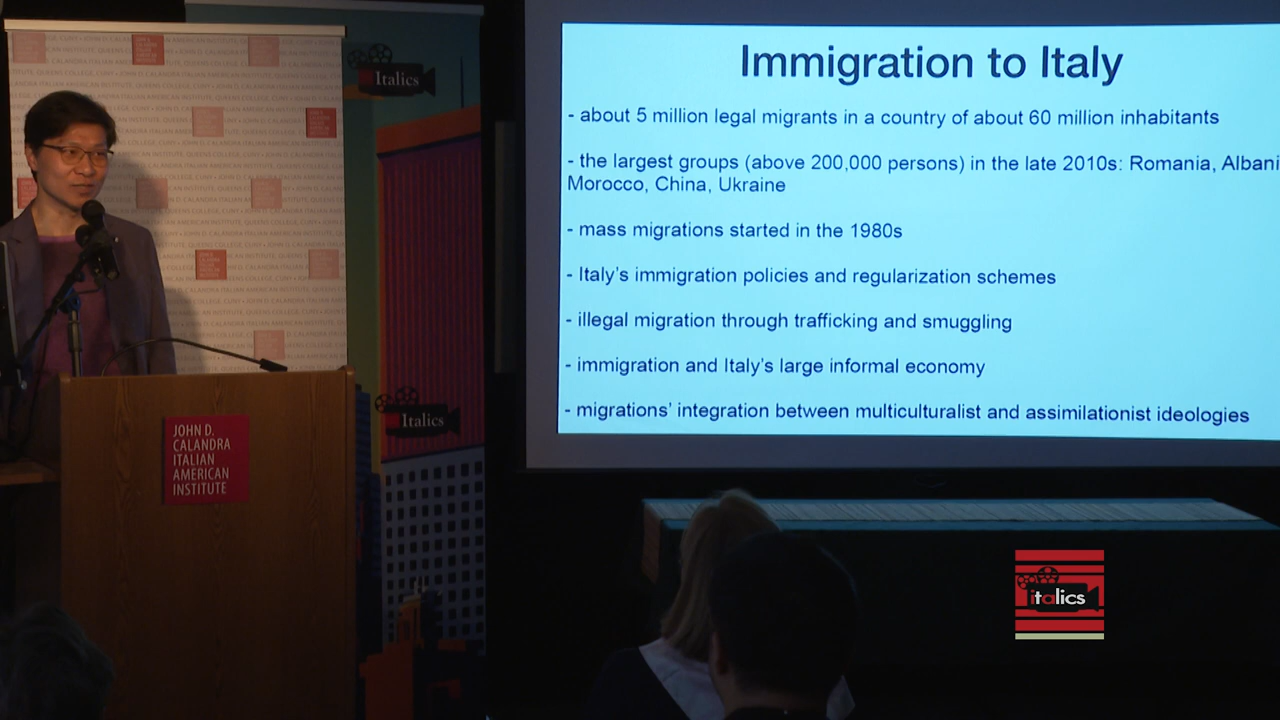 Immigration to Italy
- about 5 million legal migrants in a country of about 60 million inhabitants
- the largest groups (above 200,000 persons) in the late 2010s: Romania, Albani
Morocco, China, Ukraine
- mass migrations started in the 1980s
- Italy's immigration policies and regularization schemes
- illegal migration through trafficking and smuggling
- immigration and Italy's large informal economy
- migrations' integration between multiculturalist and assimilationist ideologies
Italics
Italics
JOHN D.
CALANDRA
ITALIAN
AMERICAN
INSTITUTE
italics